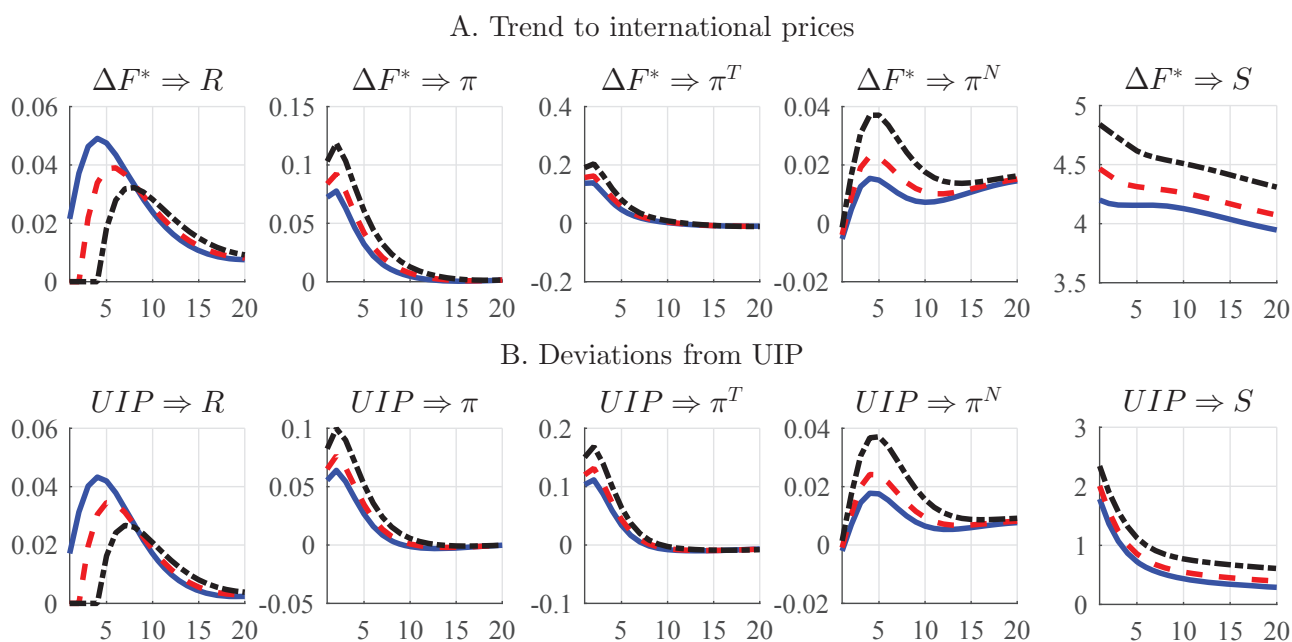 A. Trend to international prices
ΔF* ⇒ R ΔF* ⇒ π ΔF* ⇒ π^T ΔF* ⇒ π^N ΔF* ⇒ S
0.06 0.15 0.4 0.04 5
0.04 0.1 0.2 0.02 4.5
0.02 0.05 0 0 4
0 0 -0.2 -0.02 3.5
5 10 15 20 5 10 15 20 5 10 15 20 5 10 15 20 5 10 15 20
B. Deviations from UIP
UIP ⇒ R UIP ⇒ π UIP ⇒ π^T UIP ⇒ π^N UIP ⇒ S
0.06 0.1 0.2 0.04 3
0.04 0.05 0.1 0.02 2
0.02 0 0 0 1
0 -0.05 -0.1 -0.02 0
5 10 15 20 5 10 15 20 5 10 15 20 5 10 15 20 5 10 15 20